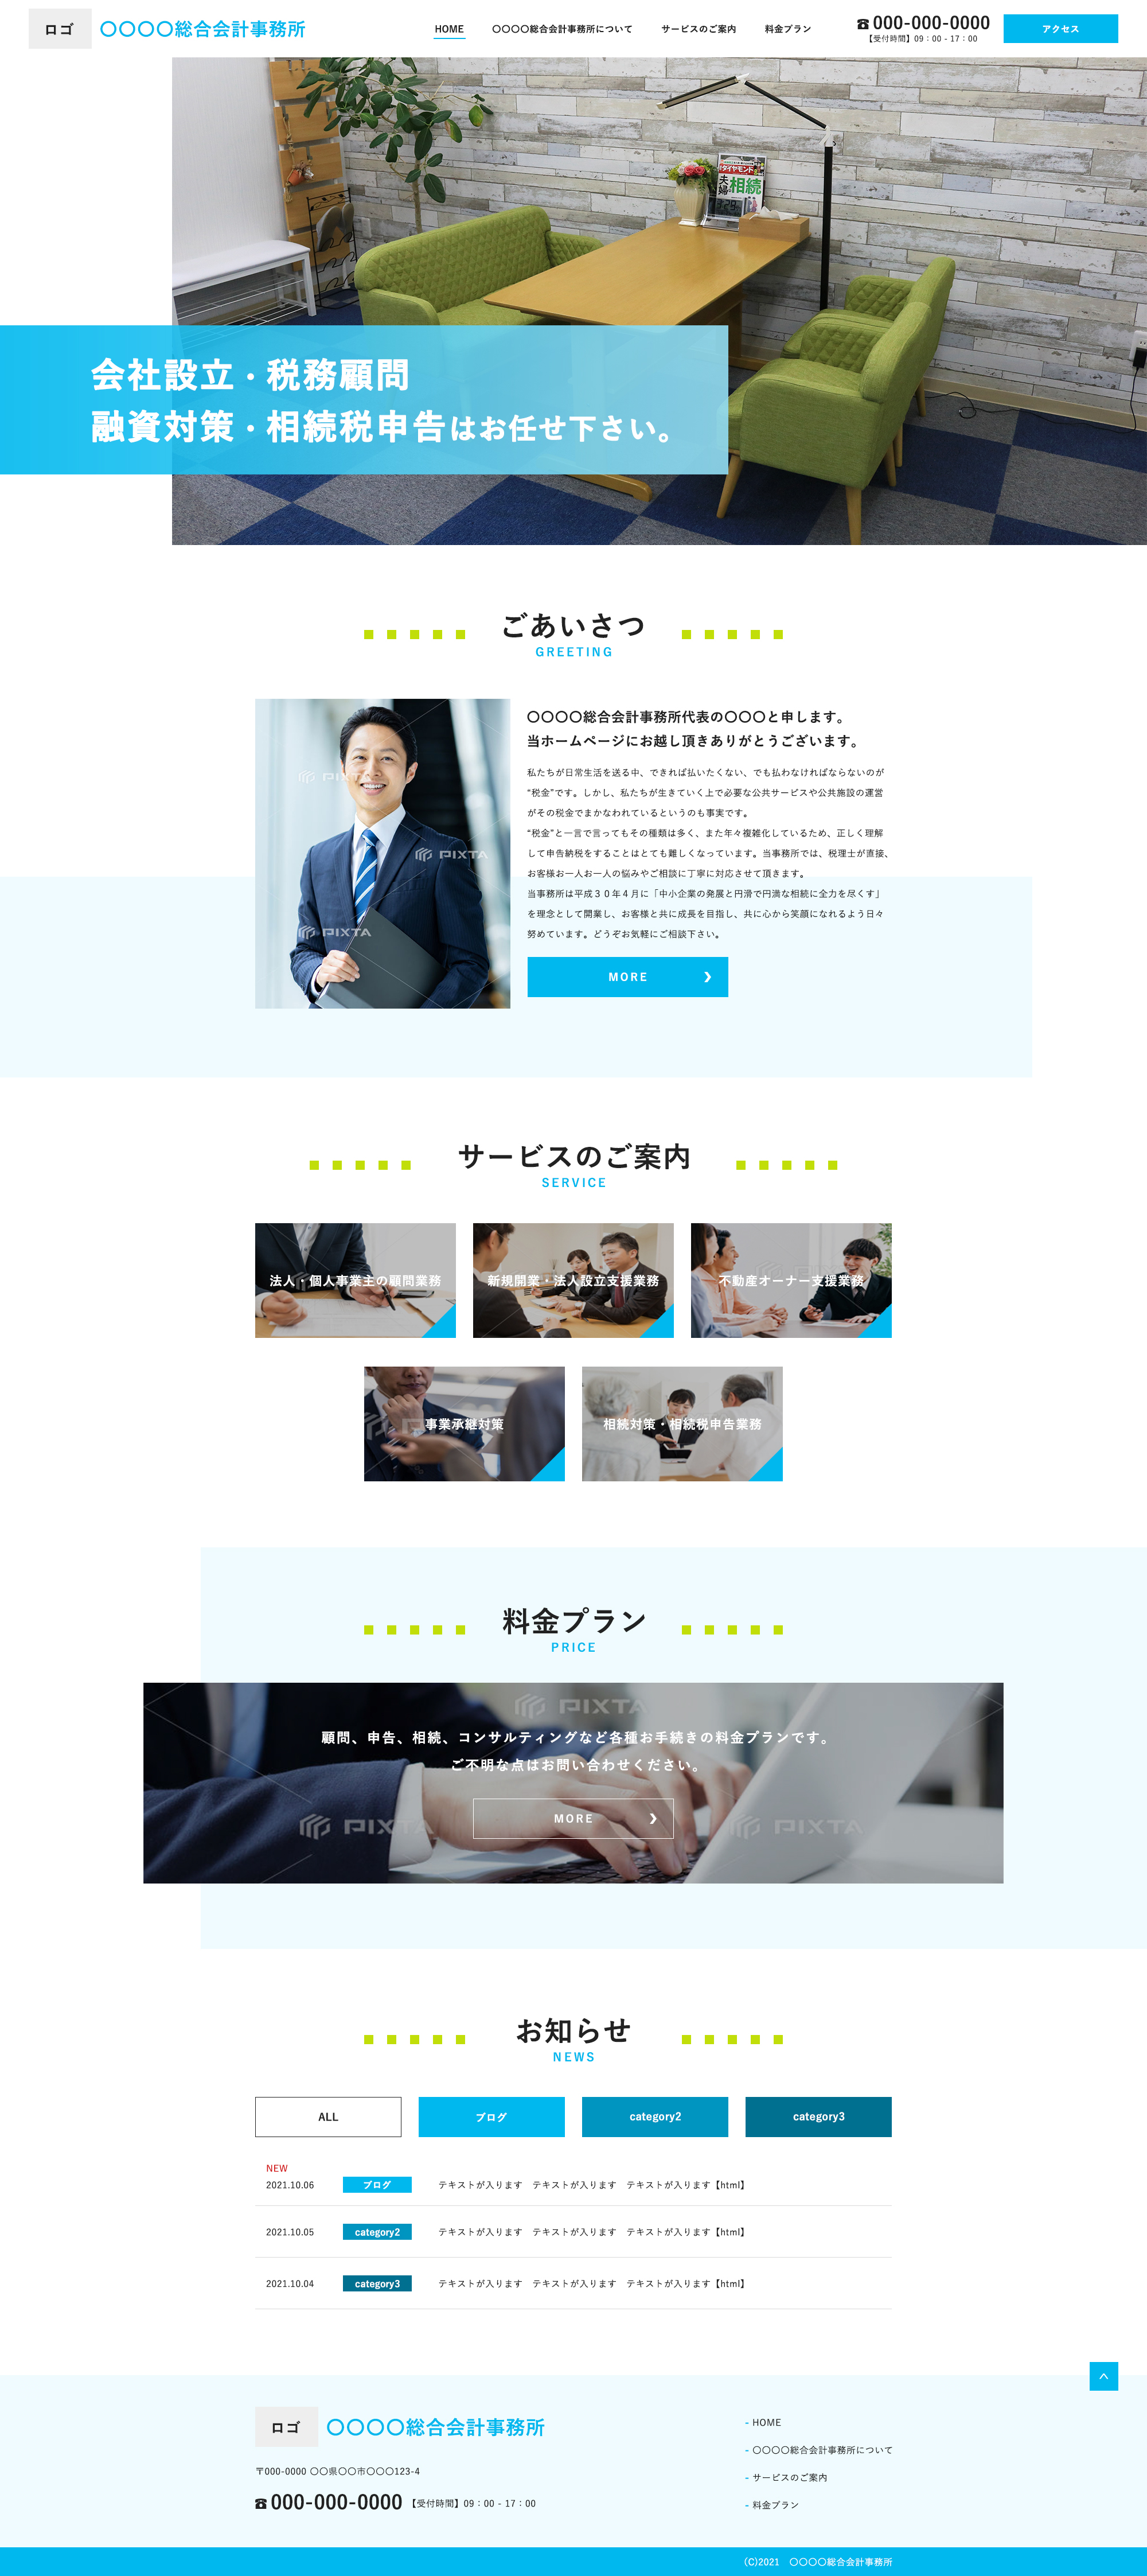 ロゴ 〇〇〇〇総合会計事務所
HOME 〇〇〇〇総合会計事務所について サービスのご案内 料金プラン
000-000-0000
【受付時間】09：00 - 17：00
アクセス
ダイヤモンド
夫婦 相続
3:29
会社設立・税務顧問
融資対策・相続税申告はお任せ下さい。
ごあいさつ
GREETING
PIXTA
PIXTA
PIXTA
〇〇〇〇総合会計事務所代表の〇〇〇と申します。
当ホームページにお越し頂きありがとうございます。
私たちが日常生活を送る中、できれば払いたくない、でも払わなければならないのが
“税金”です。しかし、私たちが生きていく上で必要な公共サービスや公共施設の運営
がその税金でまかなわれているというのも事実です。
“税金”と一言で言ってもその種類は多く、また年々複雑化しているため、正しく理解
して申告納税をすることはとても難しくなっています。当事務所では、税理士が直接、
お客様お一人お一人の悩みやご相談に丁寧に対応させて頂きます。
当事務所は平成３０年４月に「中小企業の発展と円滑で円満な相続に全力を尽くす」
を理念として開業し、お客様と共に成長を目指し、共に心から笑顔になれるよう日々
努めています。どうぞお気軽にご相談下さい。
MORE ❯
サービスのご案内
SERVICE
法人・個人事業主の顧問業務
新規開業・法人設立支援業務
不動産オーナー支援業務
事業承継対策
相続対策・相続税申告業務
料金プラン
PRICE
PIXTA
顧問、申告、相続、コンサルティングなど各種お手続きの料金プランです。
ご不明な点はお問い合わせください。
MORE ❯
PIXTA
PIXTA
お知らせ
NEWS
ALL ブログ category2 category3
NEW
2021.10.06 ブログ テキストが入ります　テキストが入ります　テキストが入ります【html】
2021.10.05 category2 テキストが入ります　テキストが入ります　テキストが入ります【html】
2021.10.04 category3 テキストが入ります　テキストが入ります　テキストが入ります【html】
ロゴ 〇〇〇〇総合会計事務所
〒000-0000 〇〇県〇〇市〇〇〇123-4
000-000-0000 【受付時間】09：00 - 17：00
- HOME
- 〇〇〇〇総合会計事務所について
- サービスのご案内
- 料金プラン
(C)2021　〇〇〇〇総合会計事務所